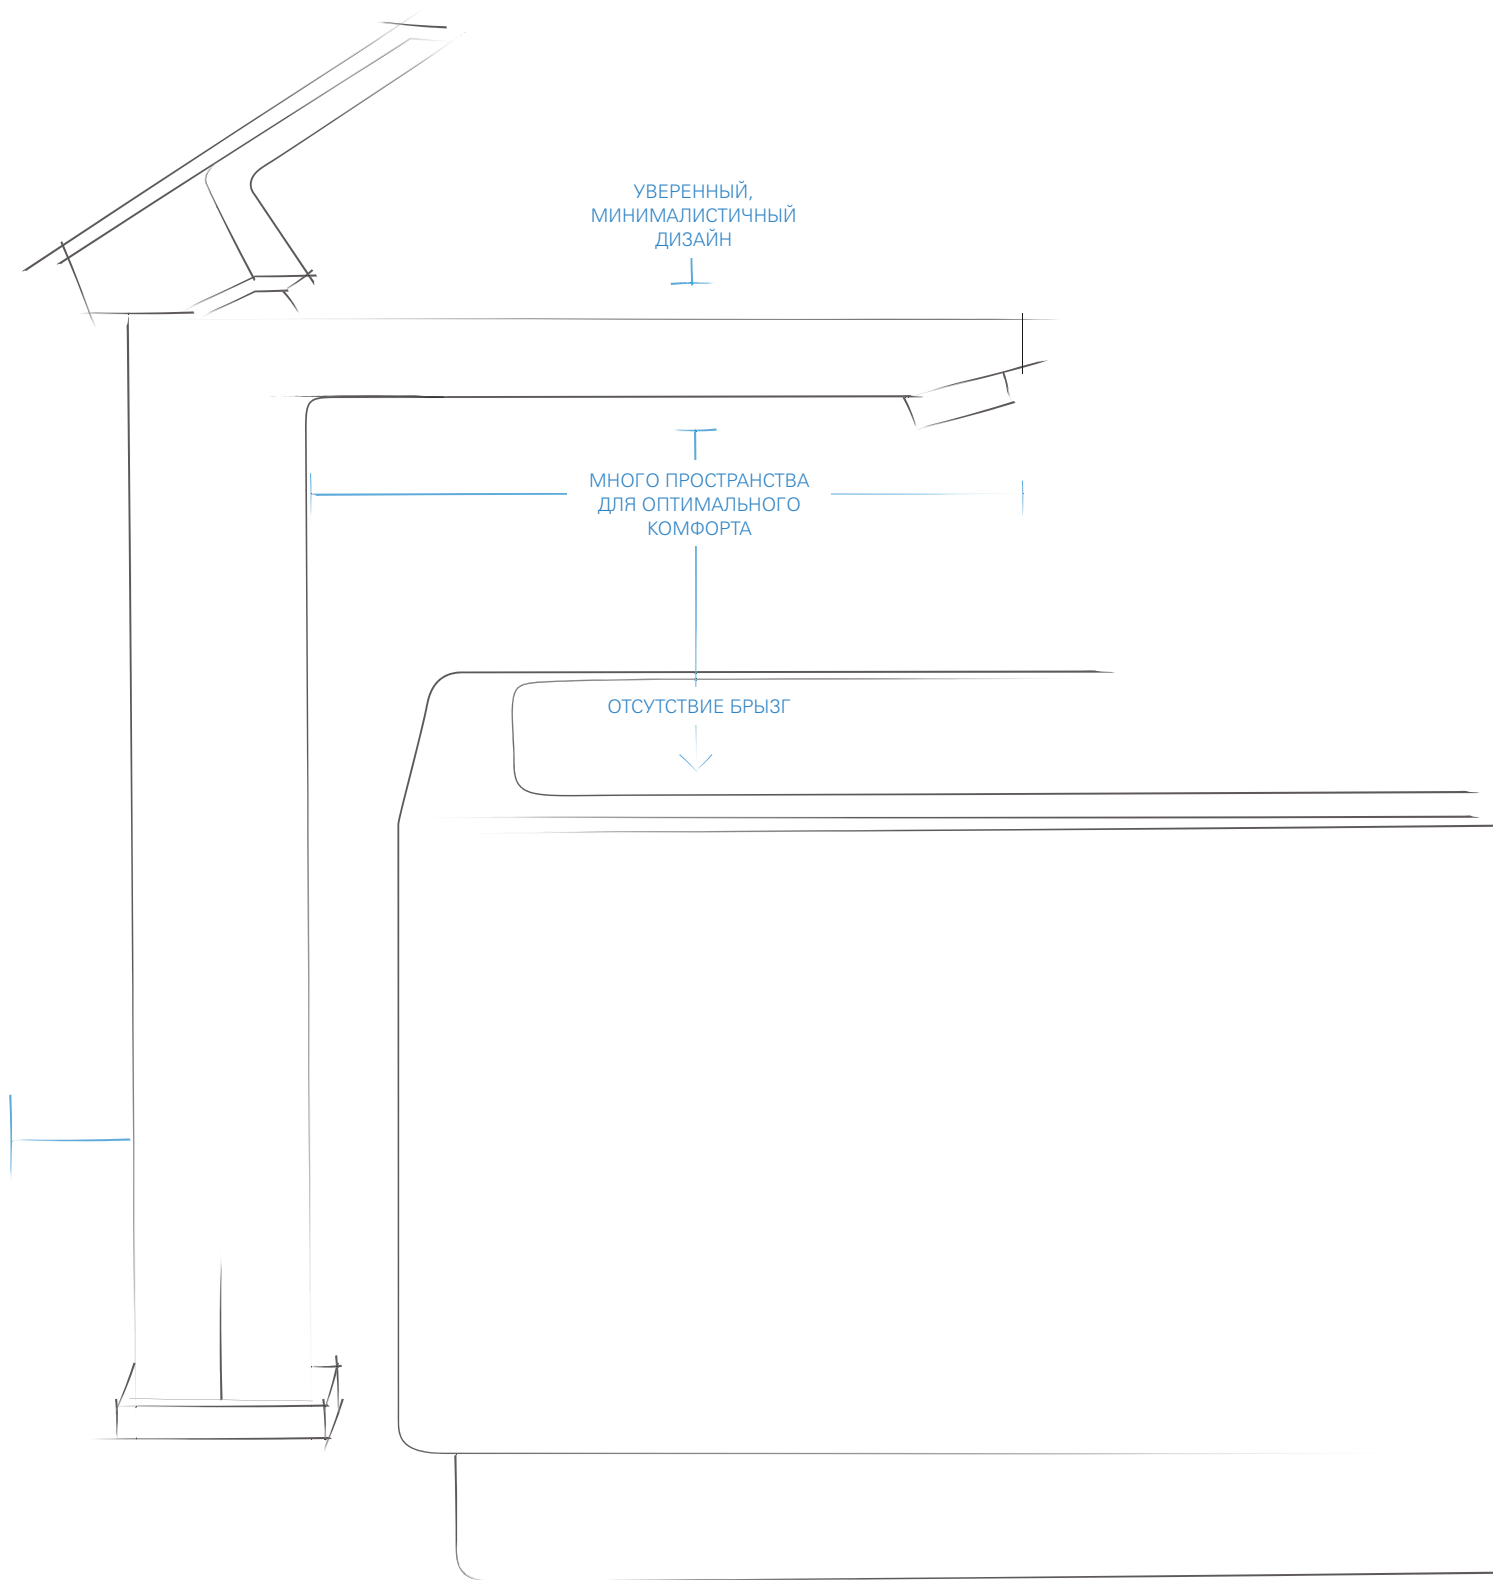 УВЕРЕННЫЙ,
МИНИМАЛИСТИЧНЫЙ
ДИЗАЙН
МНОГО ПРОСТРАНСТВА
ДЛЯ ОПТИМАЛЬНОГО
КОМФОРТА
ОТСУТСТВИЕ БРЫЗГ